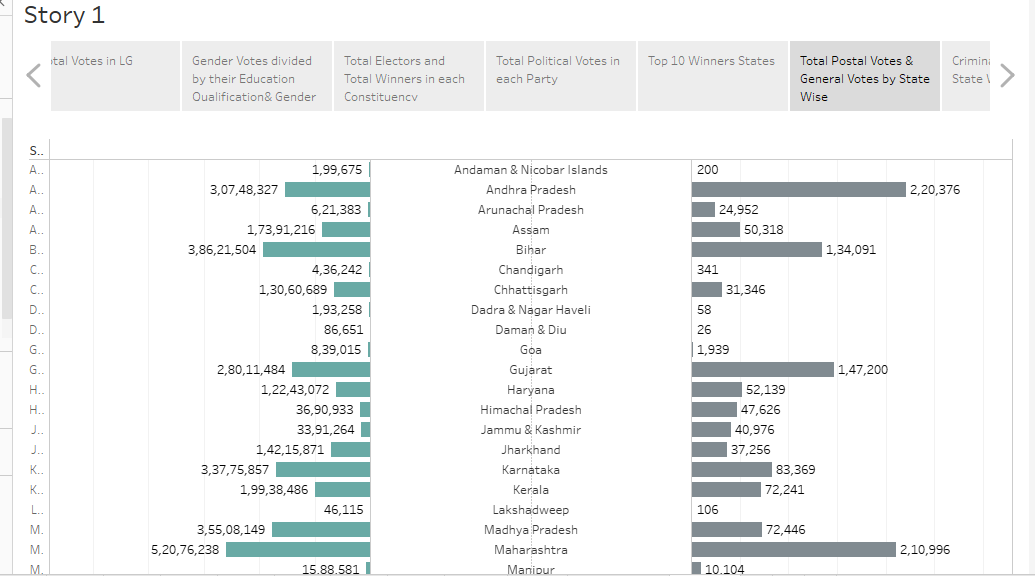 Story 1
otal Votes in LG
Gender Votes divided
by their Education
Qualification& Gender
Total Electors and
Total Winners in each
Constituency
Total Political Votes in
each Party
Top 10 Winners States
Total Postal Votes &
General Votes by State
Wise
Crimina
State W
S..
A.. 1,99,675 Andaman & Nicobar Islands 200
A.. 3,07,48,327 Andhra Pradesh 2,20,376
A.. 6,21,383 Arunachal Pradesh 24,952
A.. 1,73,91,216 Assam 50,318
B.. 3,86,21,504 Bihar 1,34,091
C.. 4,36,242 Chandigarh 341
C.. 1,30,60,689 Chhattisgarh 31,346
D.. 1,93,258 Dadra & Nagar Haveli 58
D.. 86,651 Daman & Diu 26
G.. 8,39,015 Goa 1,939
G.. 2,80,11,484 Gujarat 1,47,200
H.. 1,22,43,072 Haryana 52,139
H.. 36,90,933 Himachal Pradesh 47,626
J.. 33,91,264 Jammu & Kashmir 40,976
J.. 1,42,15,871 Jharkhand 37,256
K.. 3,37,75,857 Karnataka 83,369
K.. 1,99,38,486 Kerala 72,241
L.. 46,115 Lakshadweep 106
M. 3,55,08,149 Madhya Pradesh 72,446
M. 5,20,76,238 Maharashtra 2,10,996
M. 15,88,581 Manipur 10,104